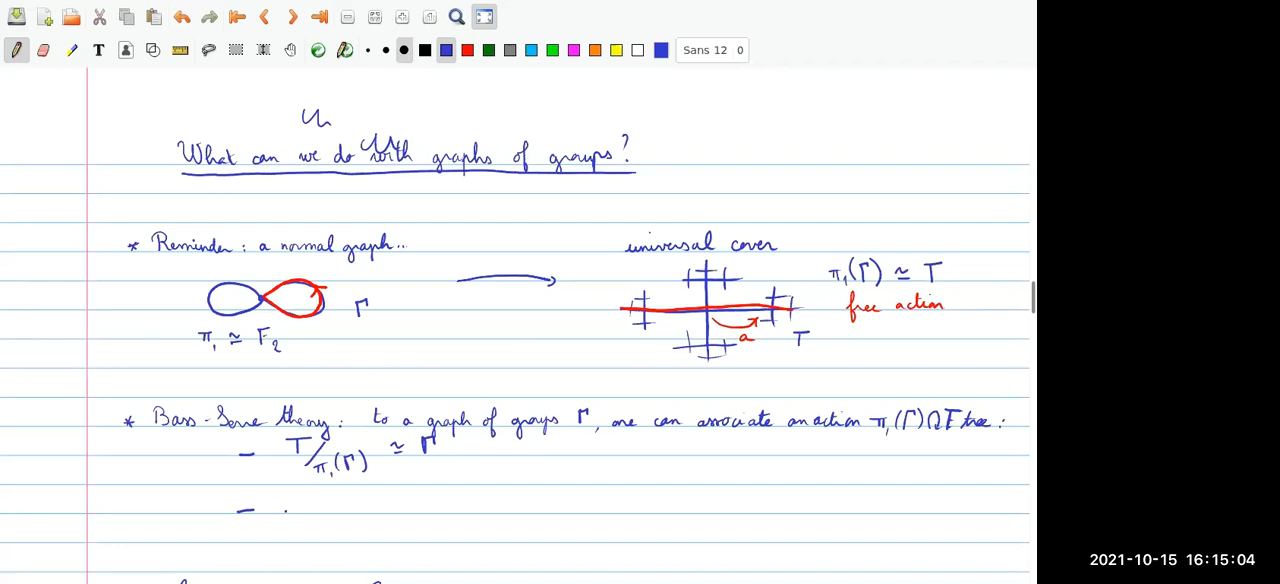 T
Sans 12 0
What can we do with graphs of groups?
* Reminder : a normal graph..
universal cover
Γ
π₁ ≃ F₂
a
T
π₁(Γ) ≃ T
free action
* Bass-Serre theory : to a graph of groups Γ, one can associate an action π₁(Γ) Ω T tree :
– T/π₁(Γ) ≃ Γ
–
2021-10-15 16:15:04